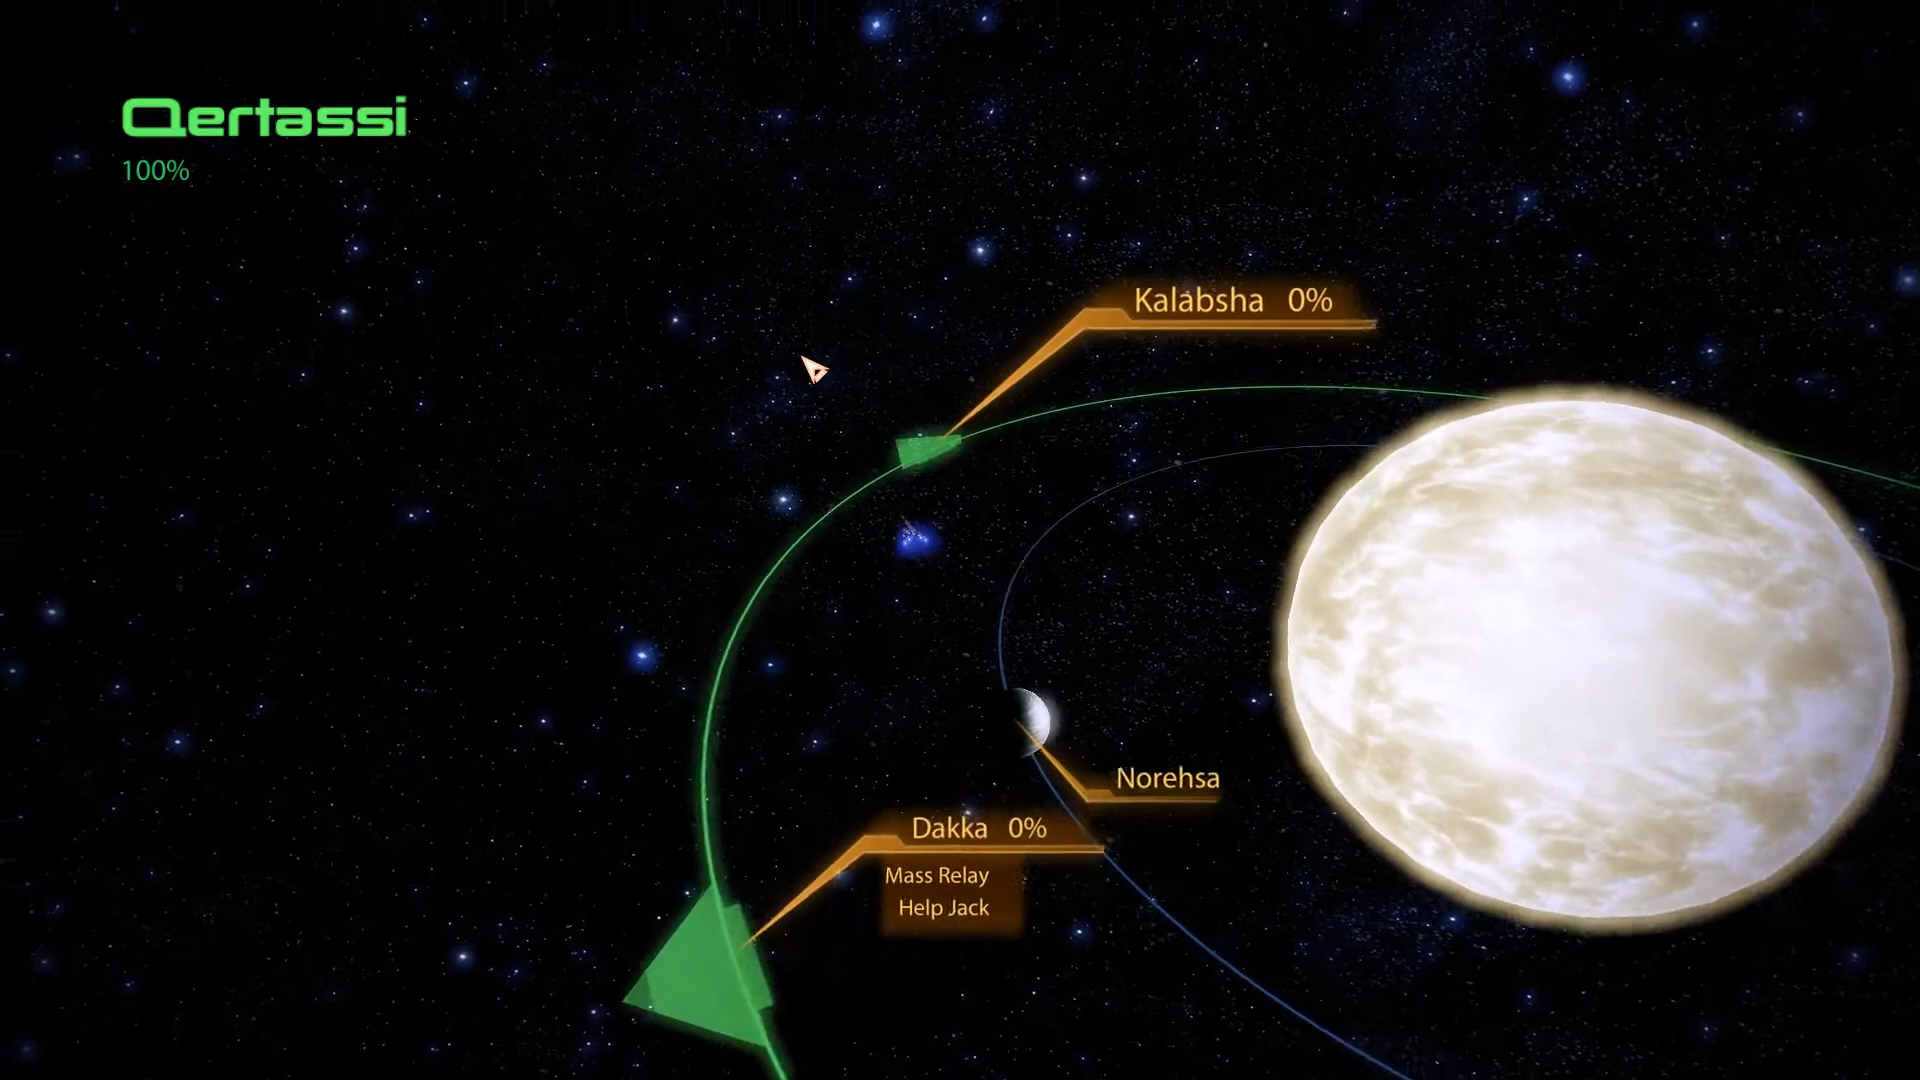 Qertassi
100%
Kalabsha 0%
Norehsa
Dakka 0%
Mass Relay
Help Jack